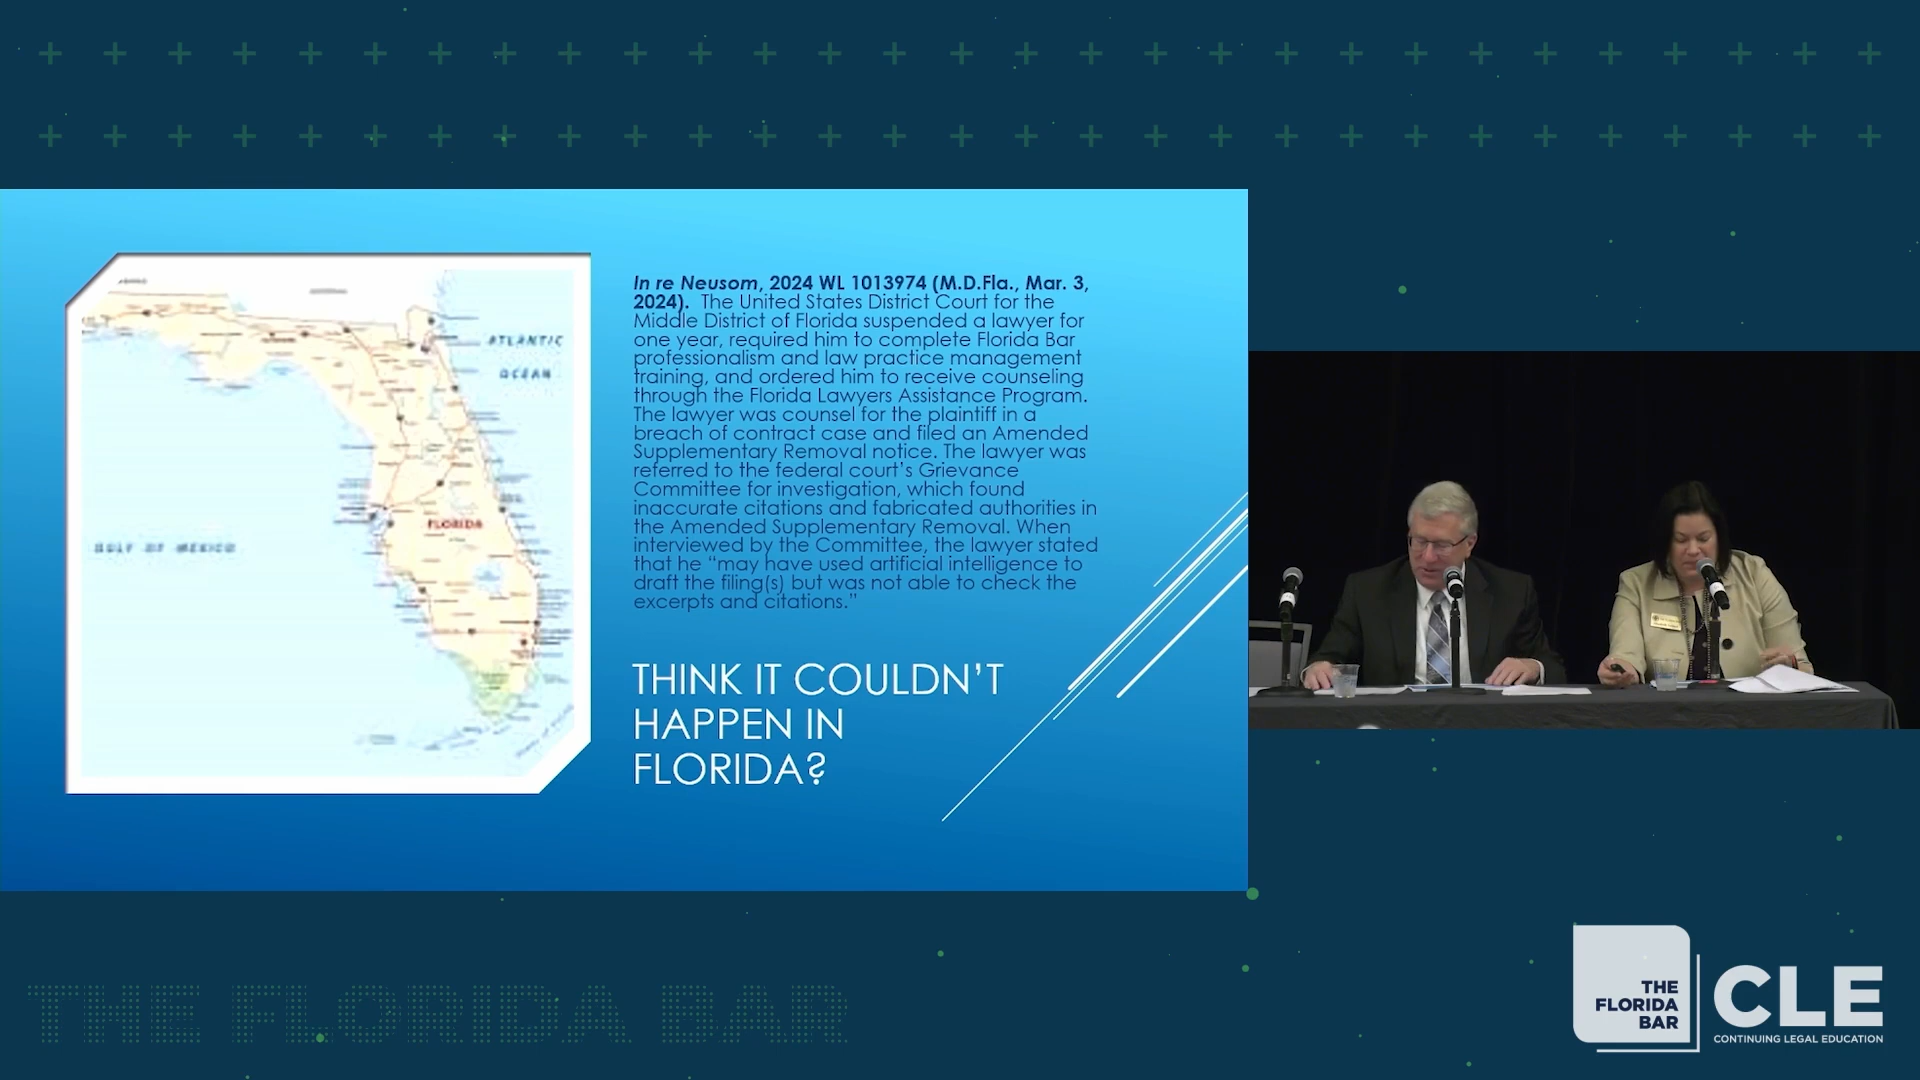 ATLANTIC
OCEAN
FLORIDA
GULF OF MEXICO
In re Neusom, 2024 WL 1013974 (M.D.Fla., Mar. 3,
2024). The United States District Court for the
Middle District of Florida suspended a lawyer for
one year, required him to complete Florida Bar
professionalism and law practice management
training, and ordered him to receive counseling
through the Florida Lawyers Assistance Program.
The lawyer was counsel for the plaintiff in a
breach of contract case and filed an Amended
Supplementary Removal notice. The lawyer was
referred to the federal court’s Grievance
Committee for investigation, which found
inaccurate citations and fabricated authorities in
the Amended Supplementary Removal. When
interviewed by the Committee, the lawyer stated
that he “may have used artificial intelligence to
draft the filing(s) but was not able to check the
excerpts and citations.”
THINK IT COULDN’T
HAPPEN IN
FLORIDA?
THE FLORIDA BAR
THE
FLORIDA
BAR
CLE
CONTINUING LEGAL EDUCATION